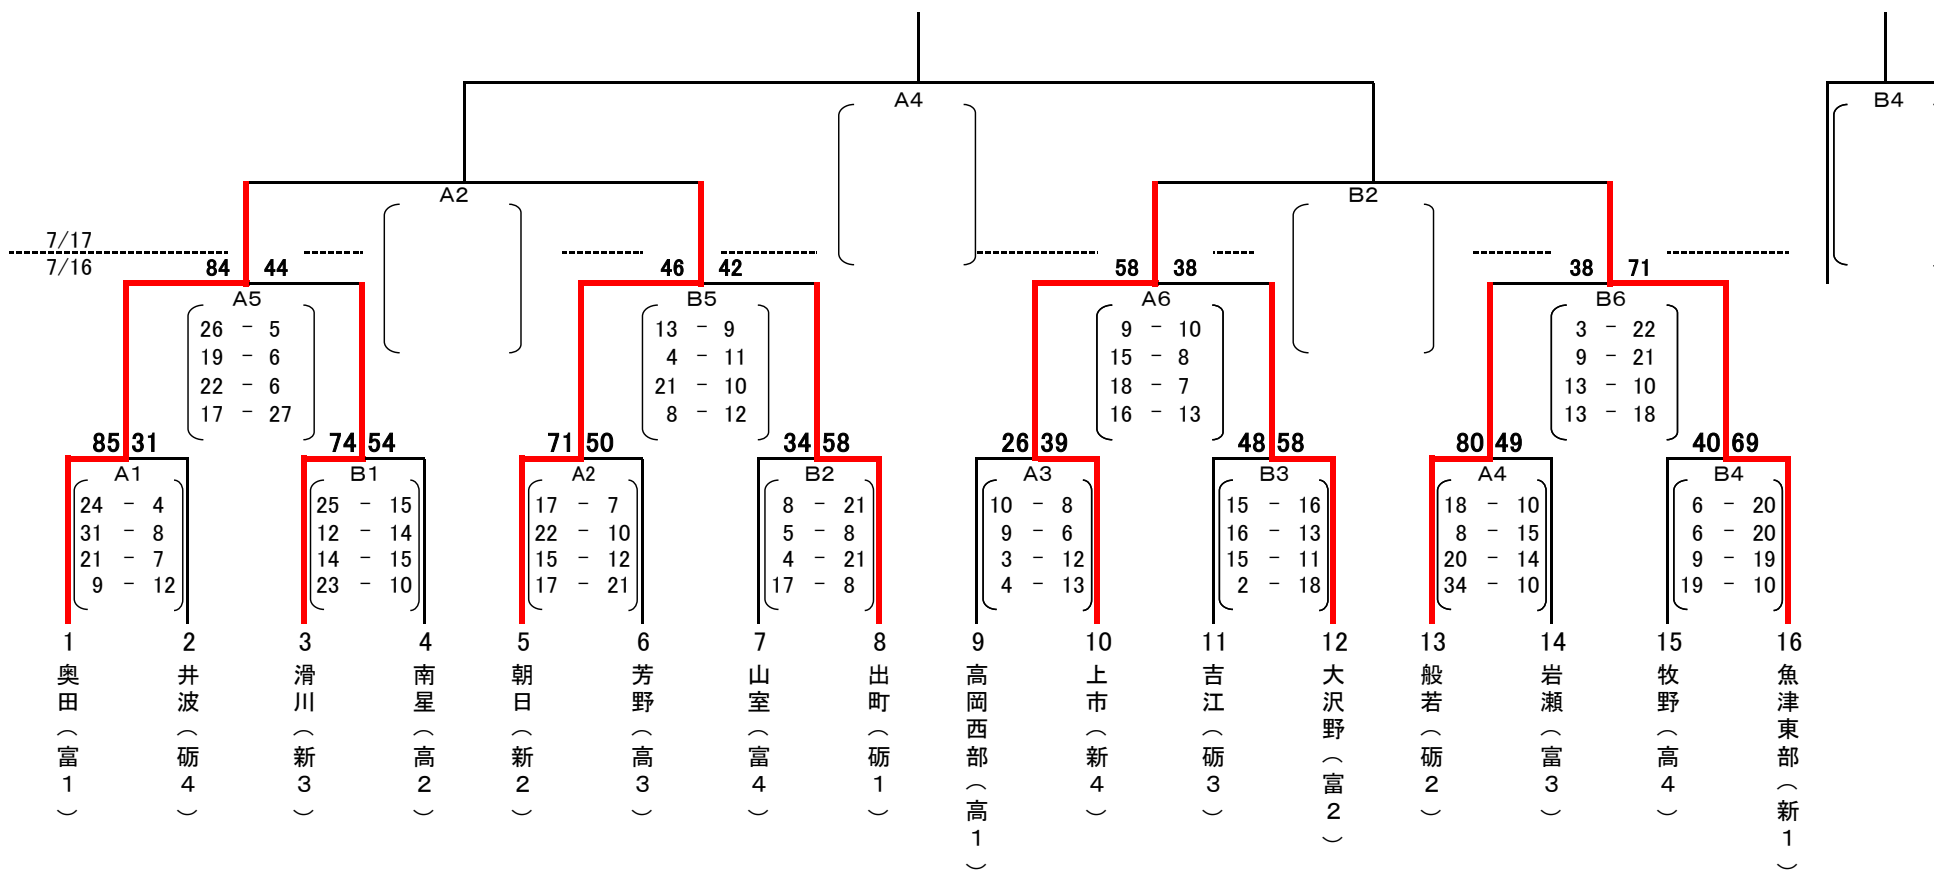 A4
B4
A2
B2
7/17
7/16
84 44
46 42
58 38
38 71
A5
26 - 5
19 - 6
22 - 6
17 - 27
B5
13 - 9
4 - 11
21 - 10
8 - 12
A6
9 - 10
15 - 8
18 - 7
16 - 13
B6
3 - 22
9 - 21
13 - 10
13 - 18
85 31
A1
24 - 4
31 - 8
21 - 7
9 - 12
74 54
B1
25 - 15
12 - 14
14 - 15
23 - 10
71 50
A2
17 - 7
22 - 10
15 - 12
17 - 21
34 58
B2
8 - 21
5 - 8
4 - 21
17 - 8
26 39
A3
10 - 8
9 - 6
3 - 12
4 - 13
48 58
B3
15 - 16
16 - 13
15 - 11
2 - 18
80 49
A4
18 - 10
8 - 15
20 - 14
34 - 10
40 69
B4
6 - 20
6 - 20
9 - 19
19 - 10
1
奥田(富1)
2
井波(砺4)
3
滑川(新3)
4
南星(高2)
5
朝日(新2)
6
芳野(高3)
7
山室(富4)
8
出町(砺1)
9
高岡西部(高1)
10
上市(新4)
11
吉江(砺3)
12
大沢野(富2)
13
般若(砺2)
14
岩瀬(富3)
15
牧野(高4)
16
魚津東部(新1)